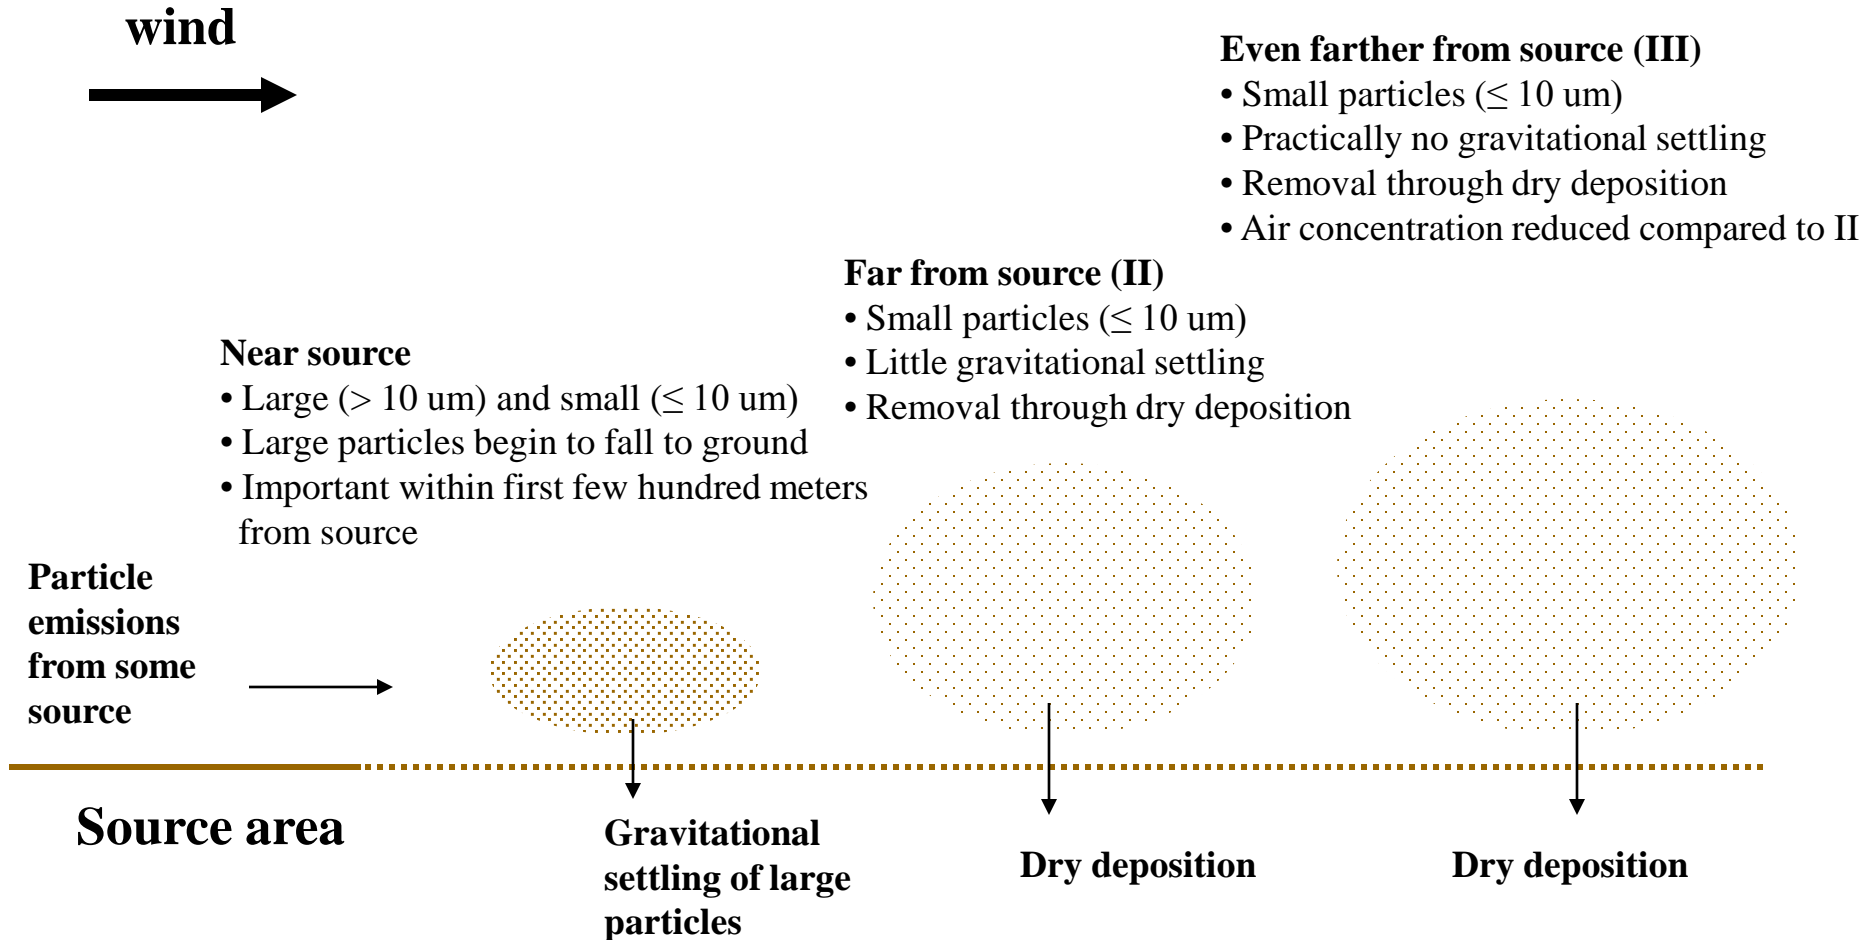 wind
Even farther from source (III)
• Small particles (≤ 10 um)
• Practically no gravitational settling
• Removal through dry deposition
• Air concentration reduced compared to II
Far from source (II)
• Small particles (≤ 10 um)
• Little gravitational settling
• Removal through dry deposition
Near source
• Large (> 10 um) and small (≤ 10 um)
• Large particles begin to fall to ground
• Important within first few hundred meters
from source
Particle
emissions
from some
source
Source area
Gravitational
settling of large
particles
Dry deposition
Dry deposition